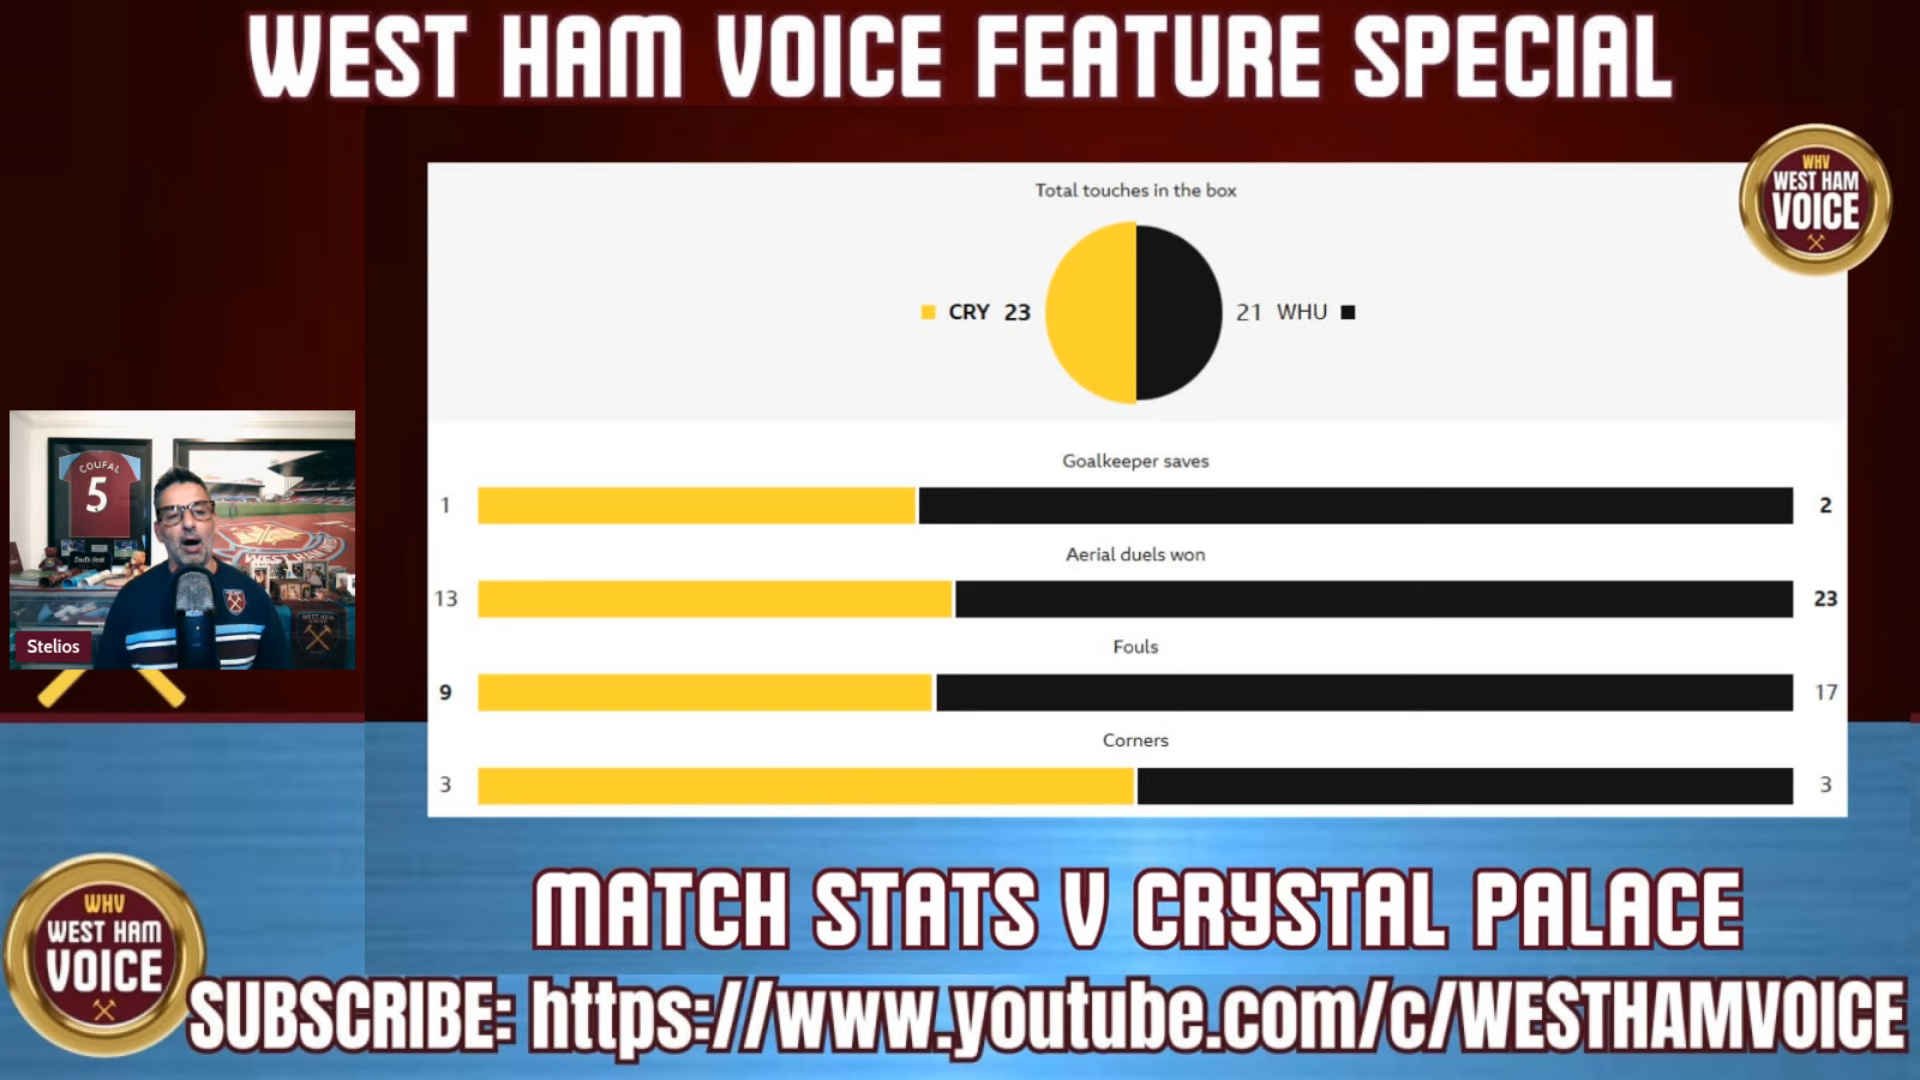 WEST HAM VOICE FEATURE SPECIAL
WHV
WEST HAM
VOICE
Total touches in the box
CRY 23
21 WHU
Goalkeeper saves
1
2
Aerial duels won
13
23
Fouls
9
17
Corners
3
3
COUFAL
5
WEST HAM
Stelios
MATCH STATS V CRYSTAL PALACE
WHV
WEST HAM
VOICE
SUBSCRIBE: https://www.youtube.com/c/WESTHAMVOICE